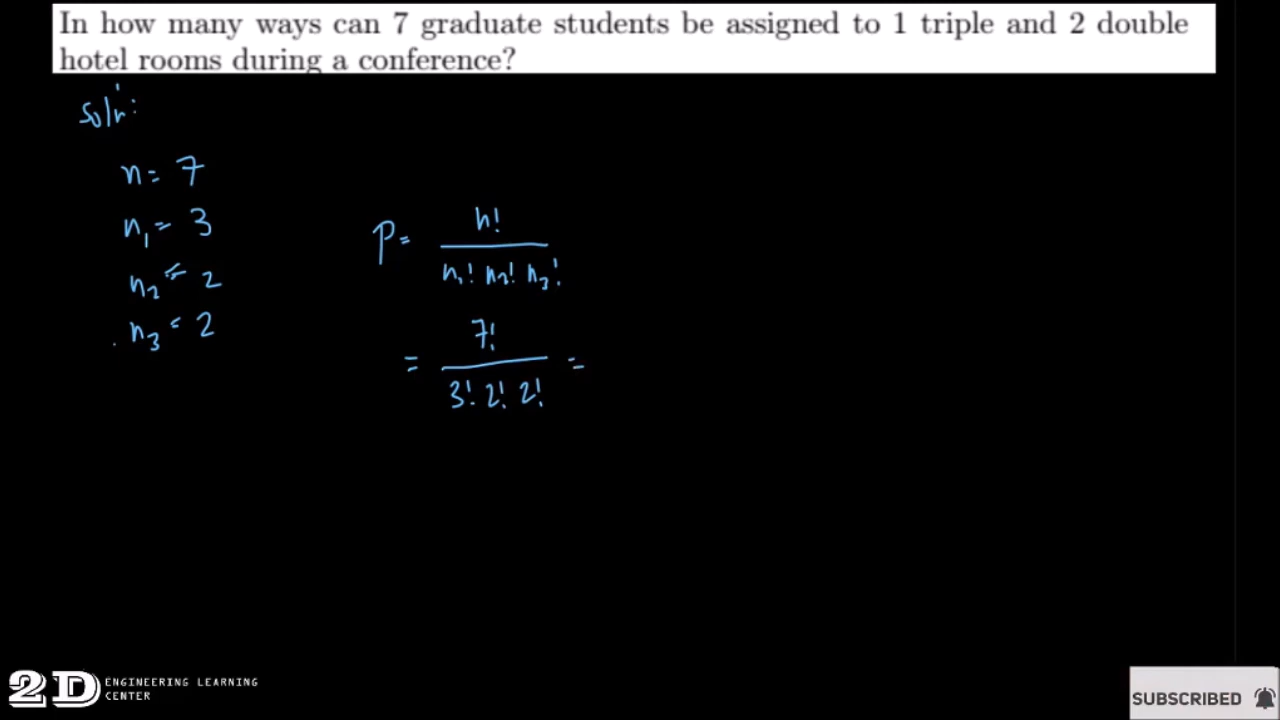 In how many ways can 7 graduate students be assigned to 1 triple and 2 double
hotel rooms during a conference?
Sol'n:
n = 7
n₁ = 3
n₂ = 2
n₃ = 2
P = n! / n₁! n₂! n₃!
= 7! / 3! 2! 2! =
2D ENGINEERING LEARNING
CENTER
SUBSCRIBED